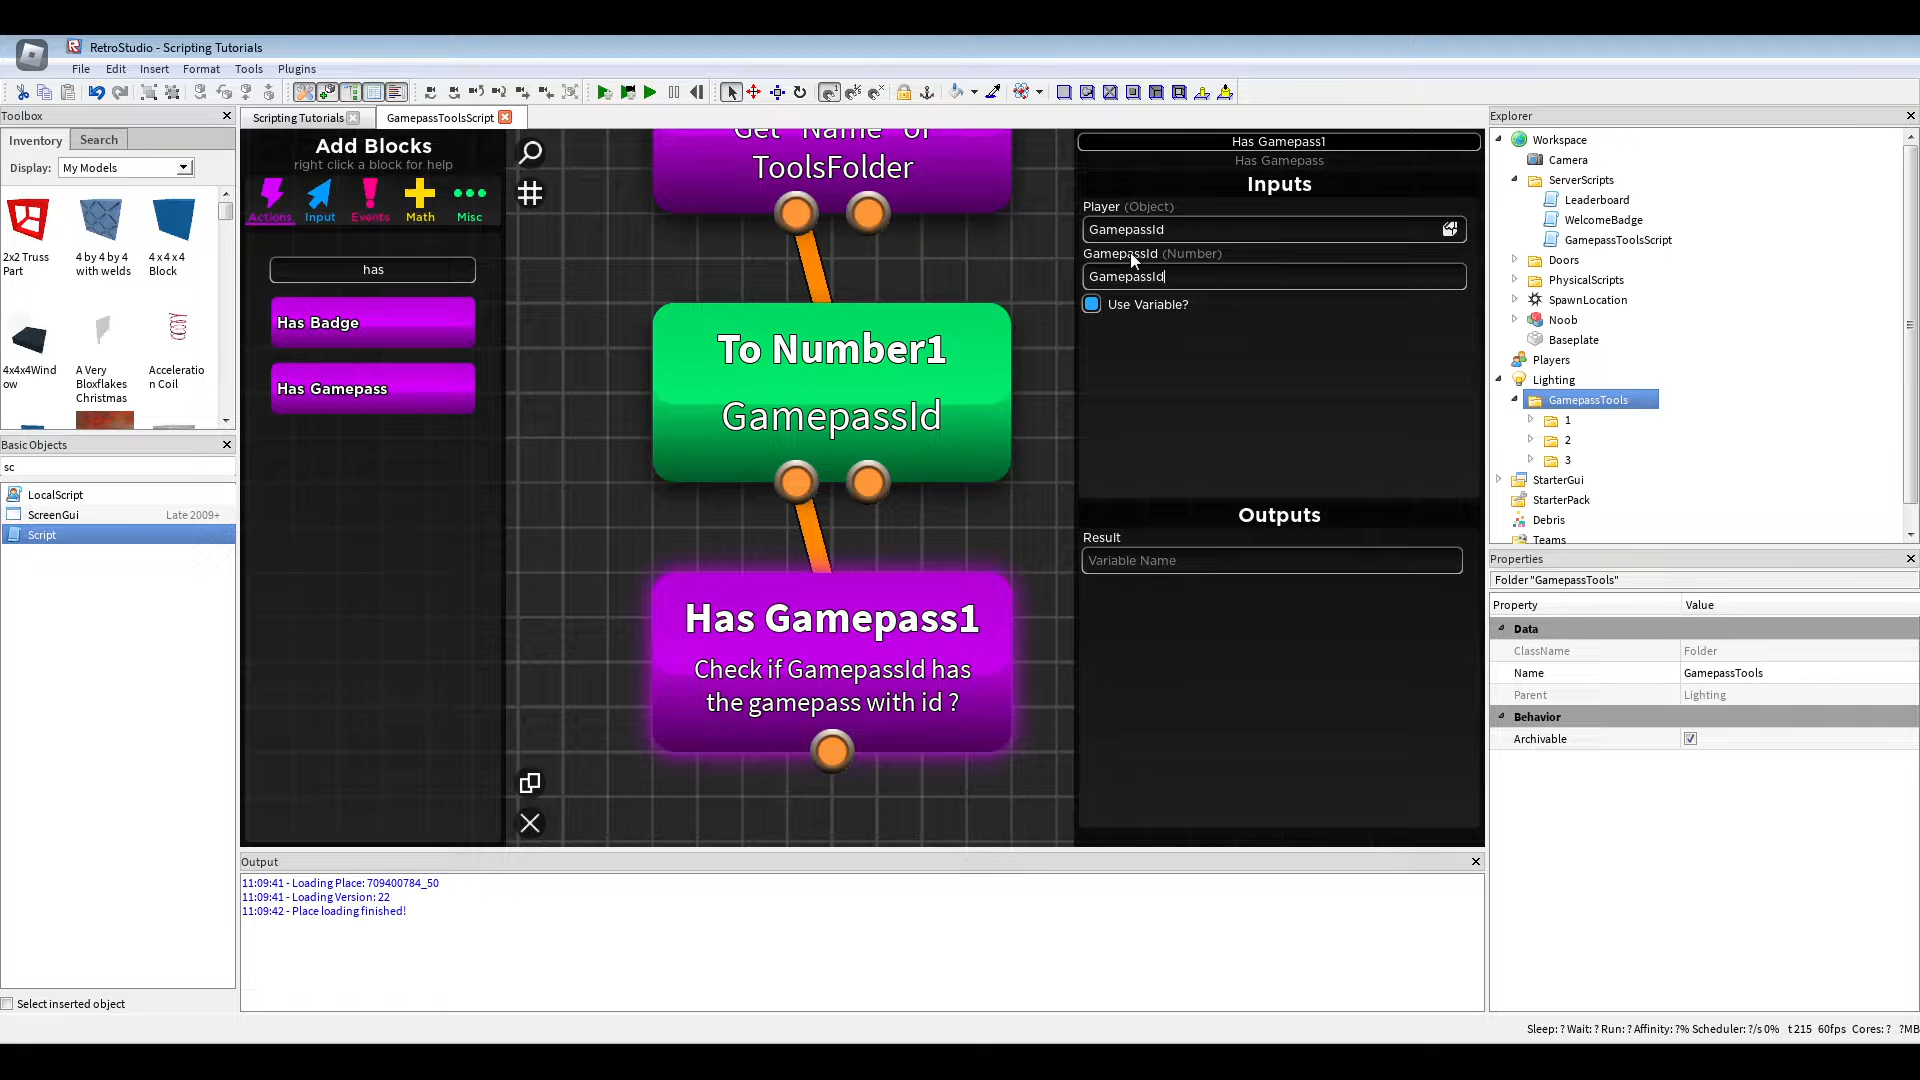 RetroStudio - Scripting Tutorials
File Edit Insert Format Tools Plugins
Toolbox
Inventory Search
Display: My Models
2x2 Truss Part
4 by 4 by 4 with welds
4 x 4 x 4 Block
4x4x4Window
A Very Bloxflakes Christmas
Acceleration Coil
Basic Objects
sc
LocalScript
ScreenGui Late 2009+
Script
Select inserted object
Scripting Tutorials
GamepassToolsScript
Add Blocks
right click a block for help
Actions Input Events Math Misc
has
Has Badge
Has Gamepass
Get "Name" of
ToolsFolder
To Number1
GamepassId
Has Gamepass1
Check if GamepassId has
the gamepass with id ?
Has Gamepass1
Has Gamepass
Inputs
Player (Object)
GamepassId
GamepassId (Number)
GamepassId
Use Variable?
Outputs
Result
Variable Name
Output
11:09:41 - Loading Place: 709400784_50
11:09:41 - Loading Version: 22
11:09:42 - Place loading finished!
Explorer
Workspace
Camera
ServerScripts
Leaderboard
WelcomeBadge
GamepassToolsScript
Doors
PhysicalScripts
SpawnLocation
Noob
Baseplate
Players
Lighting
GamepassTools
1
2
3
StarterGui
StarterPack
Debris
Teams
Properties
Folder "GamepassTools"
Property Value
Data
ClassName Folder
Name GamepassTools
Parent Lighting
Behavior
Archivable
Sleep: ? Wait: ? Run: ? Affinity: ?% Scheduler: ?/s 0% t 215 60fps Cores: ? ?MB